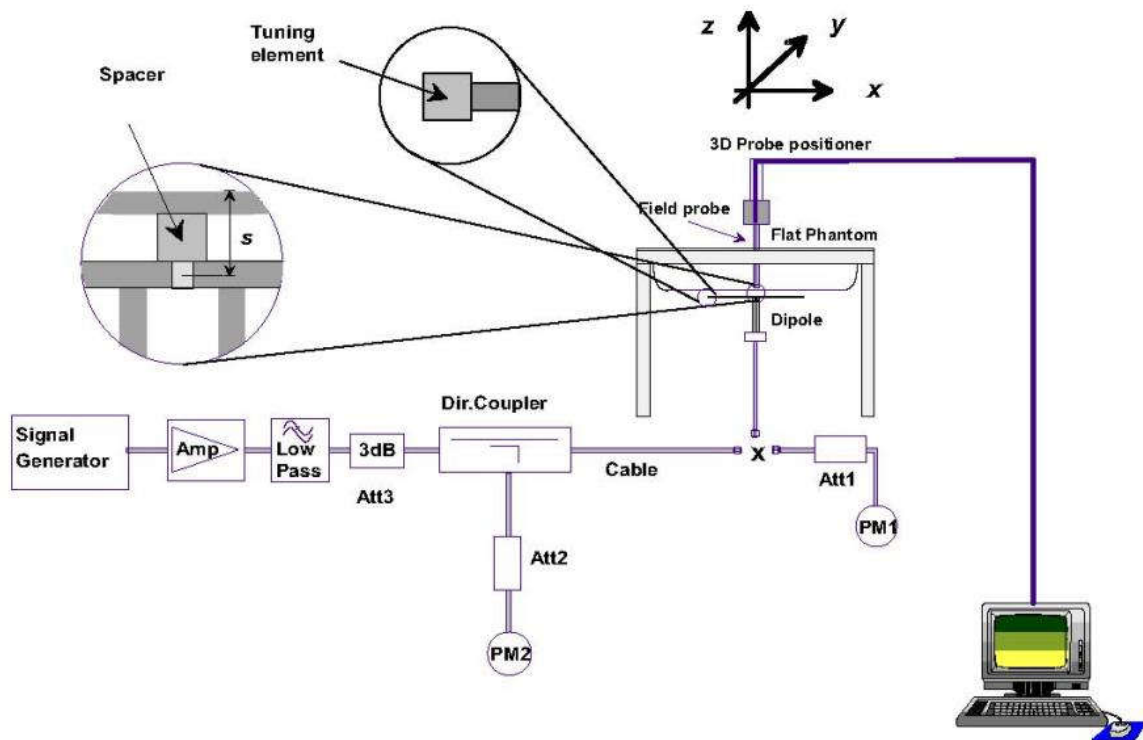 Tuning
element
Spacer
s
z
y
x
3D Probe positioner
Field probe
Flat Phantom
Dipole
Signal
Generator
Amp
Low
Pass
3dB
Att3
Dir.Coupler
Cable
x
Att1
PM1
Att2
PM2